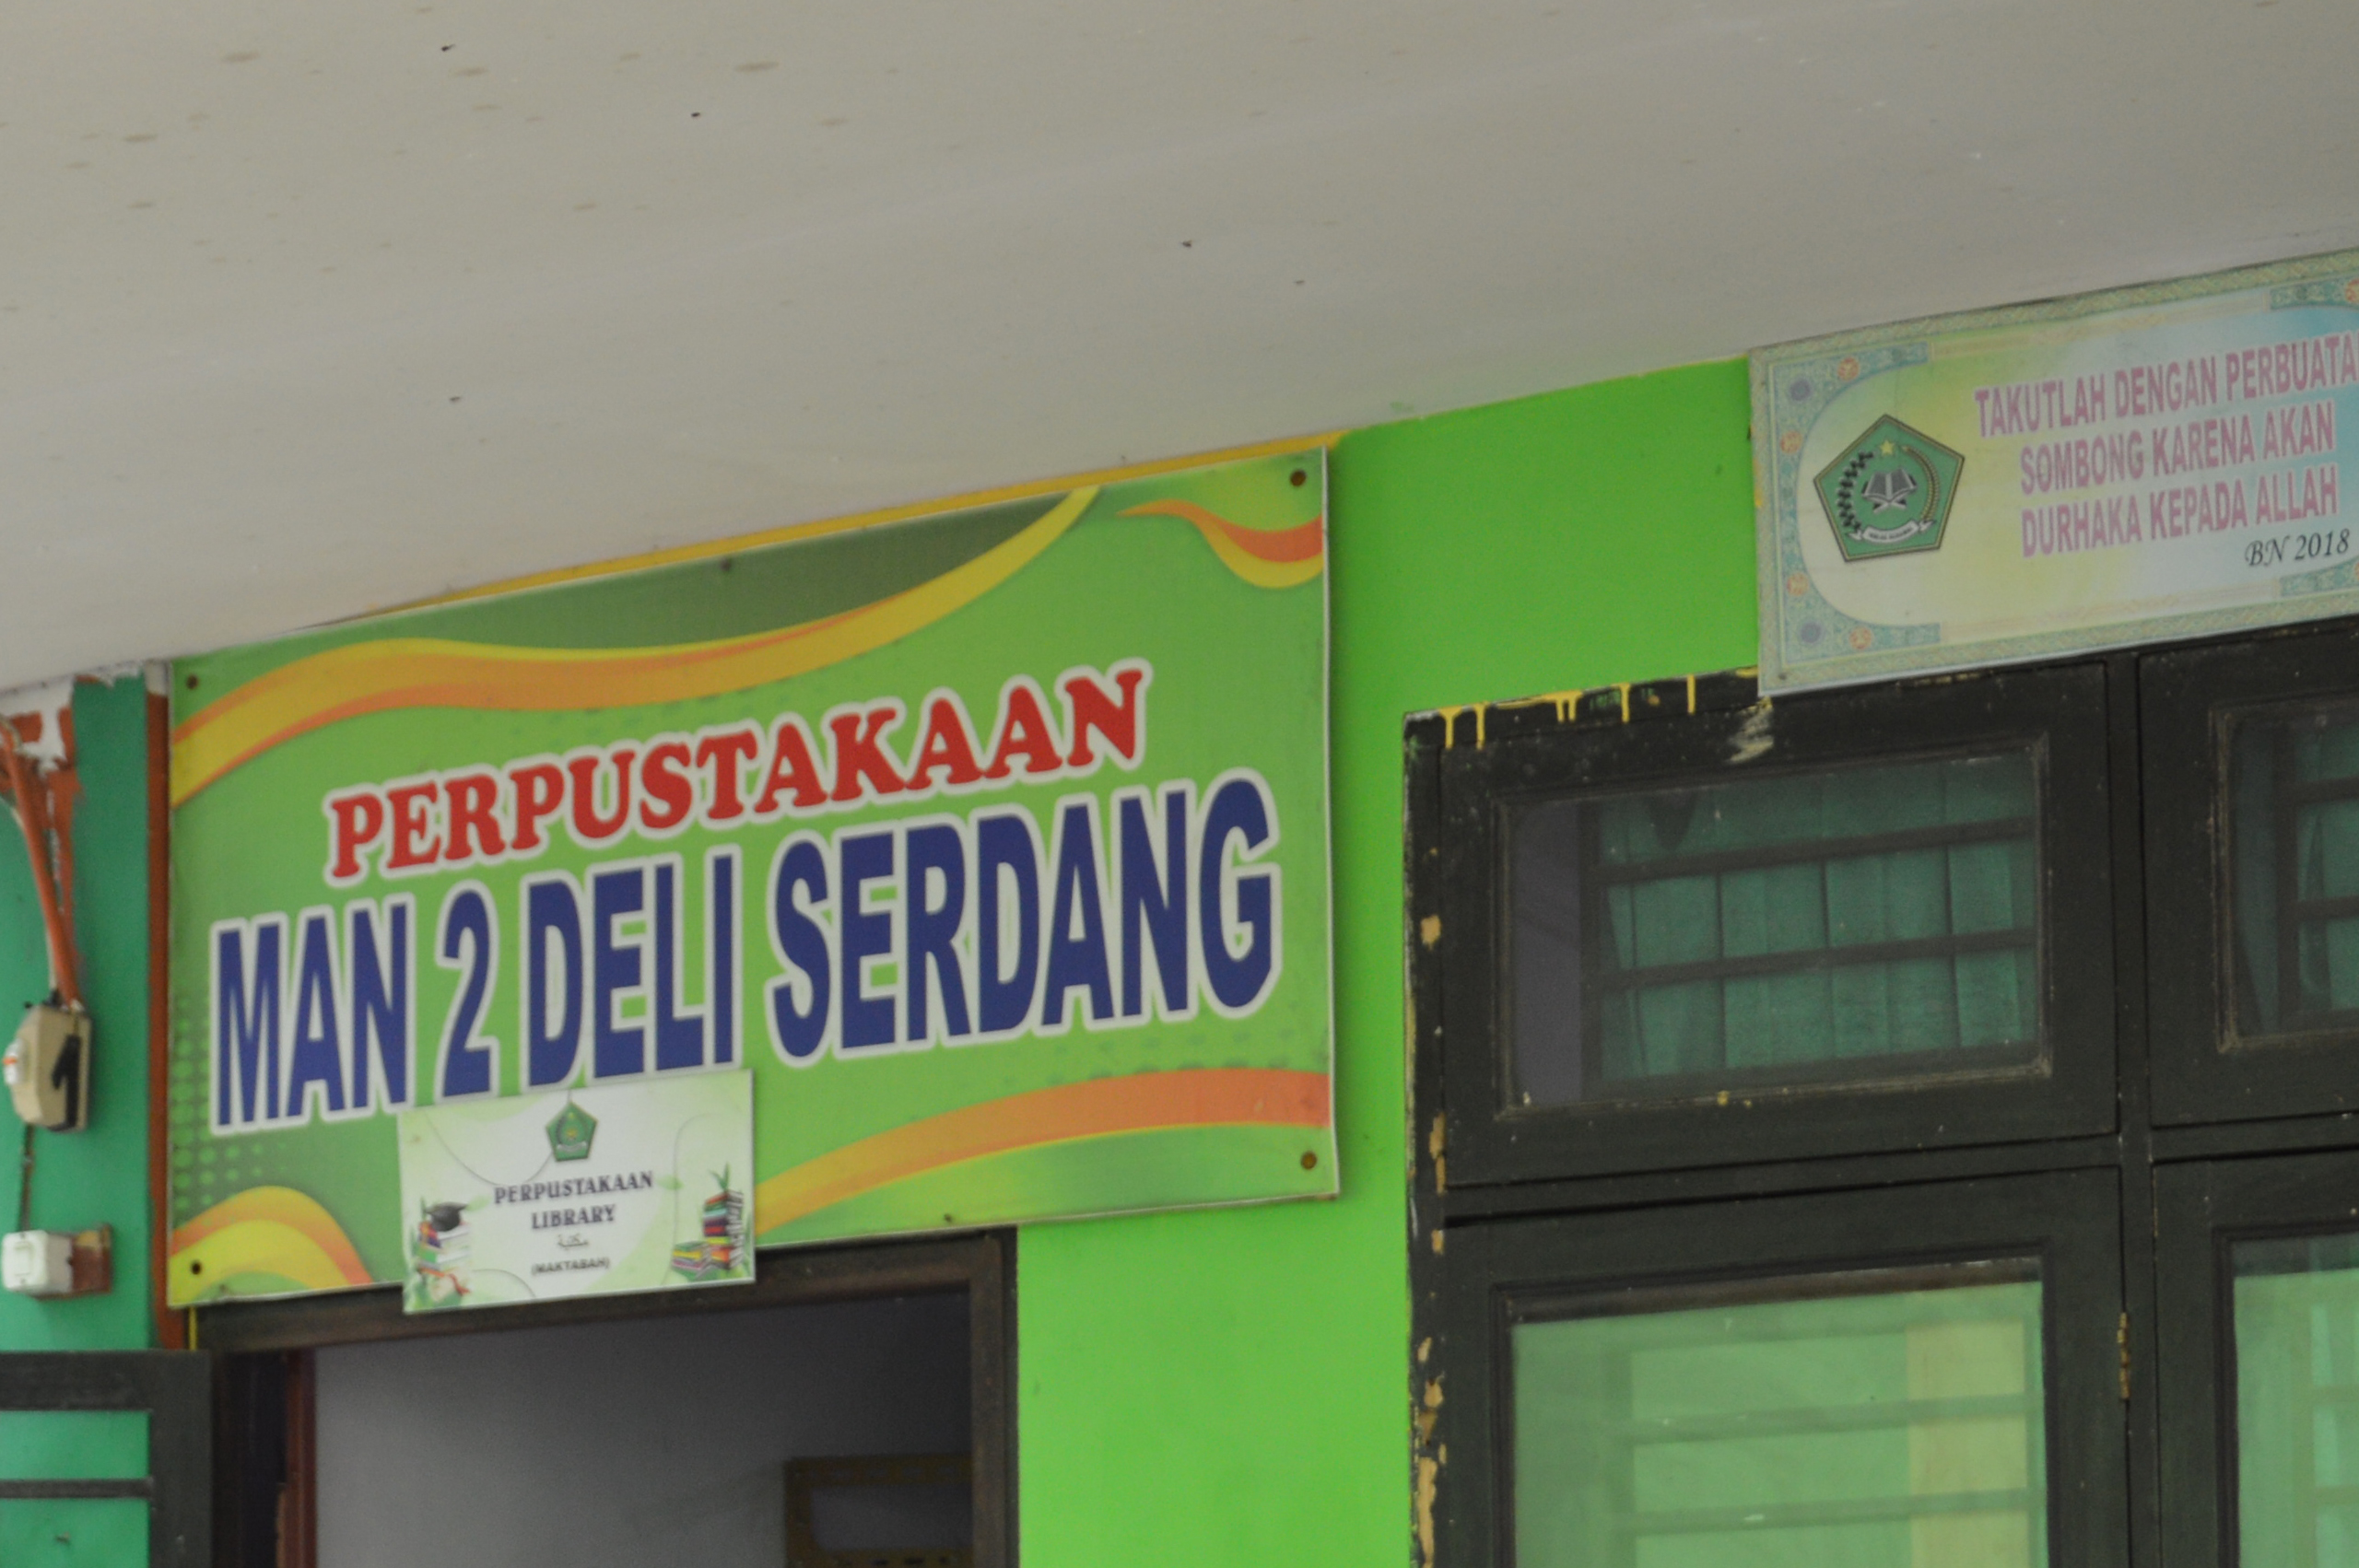 PERPUSTAKAAN
MAN 2 DELI SERDANG
PERPUSTAKAAN
LIBRARY
مكتبة
(MAKTABAH)
TAKUTLAH DENGAN PERBUATA
SOMBONG KARENA AKAN
DURHAKA KEPADA ALLAH
BN 2018